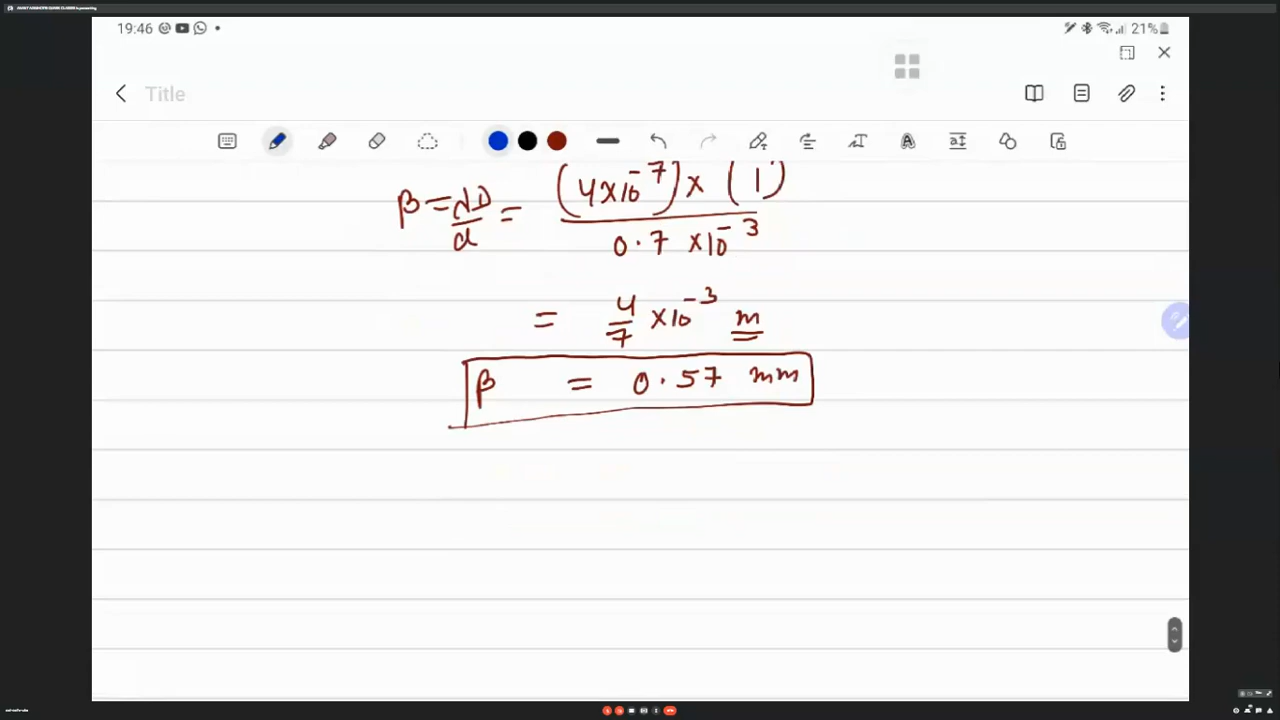 19:46
21%
Title
β = λD/d = (4×10⁻⁷) × (1) / 0.7 ×10⁻³
= 4/7 ×10⁻³ m
β = 0.57 mm